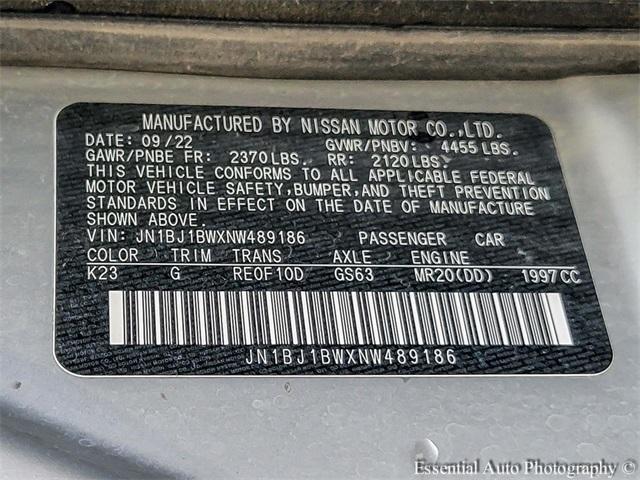 MANUFACTURED BY NISSAN MOTOR CO.,LTD.
DATE: 09/22 GVWR/PNBV: 4455 LBS.
GAWR/PNBE FR: 2370 LBS. RR: 2120 LBS
THIS VEHICLE CONFORMS TO ALL APPLICABLE FEDERAL
MOTOR VEHICLE SAFETY, BUMPER, AND THEFT PREVENTION
STANDARDS IN EFFECT ON THE DATE OF MANUFACTURE
SHOWN ABOVE.
VIN: JN1BJ1BWXNW489186 PASSENGER CAR
COLOR TRIM TRANS AXLE ENGINE
K23 G RE0F10D GS63 MR20(DD) 1997CC
JN1BJ1BWXNW489186
Essential Auto Photography ©